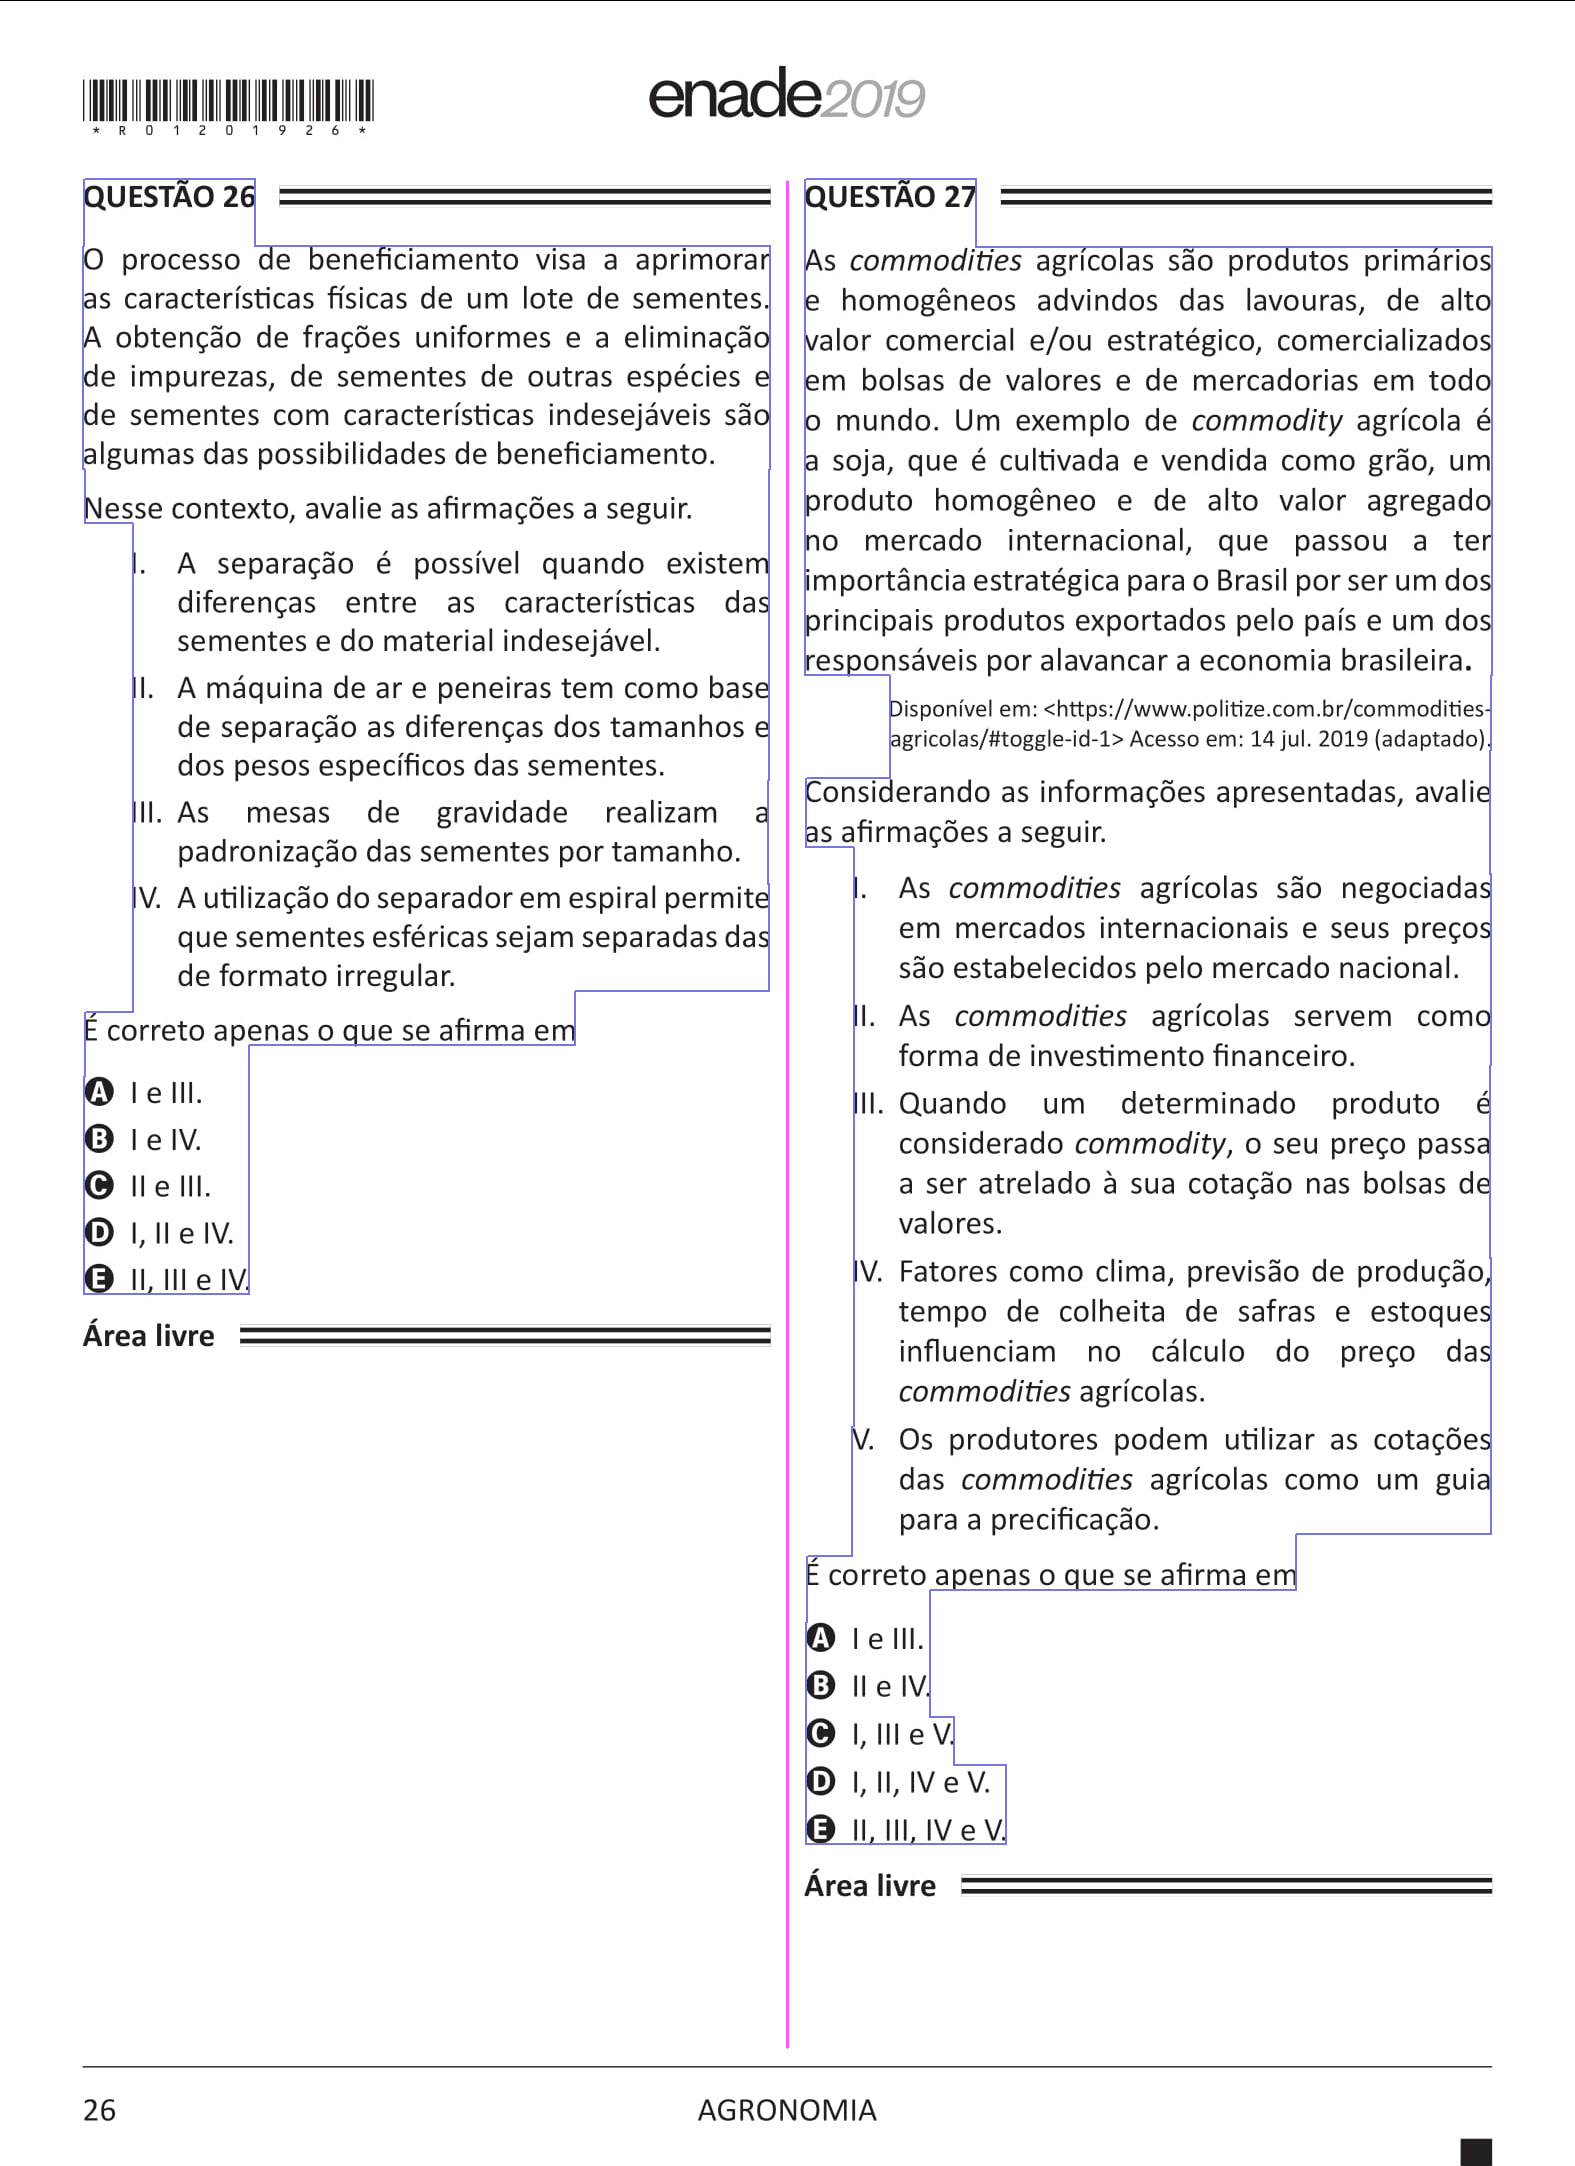 *R01201926*
enade2019
QUESTÃO 26
O processo de beneficiamento visa a aprimorar
as características físicas de um lote de sementes.
A obtenção de frações uniformes e a eliminação
de impurezas, de sementes de outras espécies e
de sementes com características indesejáveis são
algumas das possibilidades de beneficiamento.
Nesse contexto, avalie as afirmações a seguir.
I. A separação é possível quando existem
diferenças entre as características das
sementes e do material indesejável.
II. A máquina de ar e peneiras tem como base
de separação as diferenças dos tamanhos e
dos pesos específicos das sementes.
III. As mesas de gravidade realizam a
padronização das sementes por tamanho.
IV. A utilização do separador em espiral permite
que sementes esféricas sejam separadas das
de formato irregular.
É correto apenas o que se afirma em
A I e III.
B I e IV.
C II e III.
D I, II e IV.
E II, III e IV.
Área livre
QUESTÃO 27
As commodities agrícolas são produtos primários
e homogêneos advindos das lavouras, de alto
valor comercial e/ou estratégico, comercializados
em bolsas de valores e de mercadorias em todo
o mundo. Um exemplo de commodity agrícola é
a soja, que é cultivada e vendida como grão, um
produto homogêneo e de alto valor agregado
no mercado internacional, que passou a ter
importância estratégica para o Brasil por ser um dos
principais produtos exportados pelo país e um dos
responsáveis por alavancar a economia brasileira.
Disponível em: <https://www.politize.com.br/commodities-
agricolas/#toggle-id-1> Acesso em: 14 jul. 2019 (adaptado).
Considerando as informações apresentadas, avalie
as afirmações a seguir.
I. As commodities agrícolas são negociadas
em mercados internacionais e seus preços
são estabelecidos pelo mercado nacional.
II. As commodities agrícolas servem como
forma de investimento financeiro.
III. Quando um determinado produto é
considerado commodity, o seu preço passa
a ser atrelado à sua cotação nas bolsas de
valores.
IV. Fatores como clima, previsão de produção,
tempo de colheita de safras e estoques
influenciam no cálculo do preço das
commodities agrícolas.
V. Os produtores podem utilizar as cotações
das commodities agrícolas como um guia
para a precificação.
É correto apenas o que se afirma em
A I e III.
B II e IV.
C I, III e V.
D I, II, IV e V.
E II, III, IV e V.
Área livre
26
AGRONOMIA